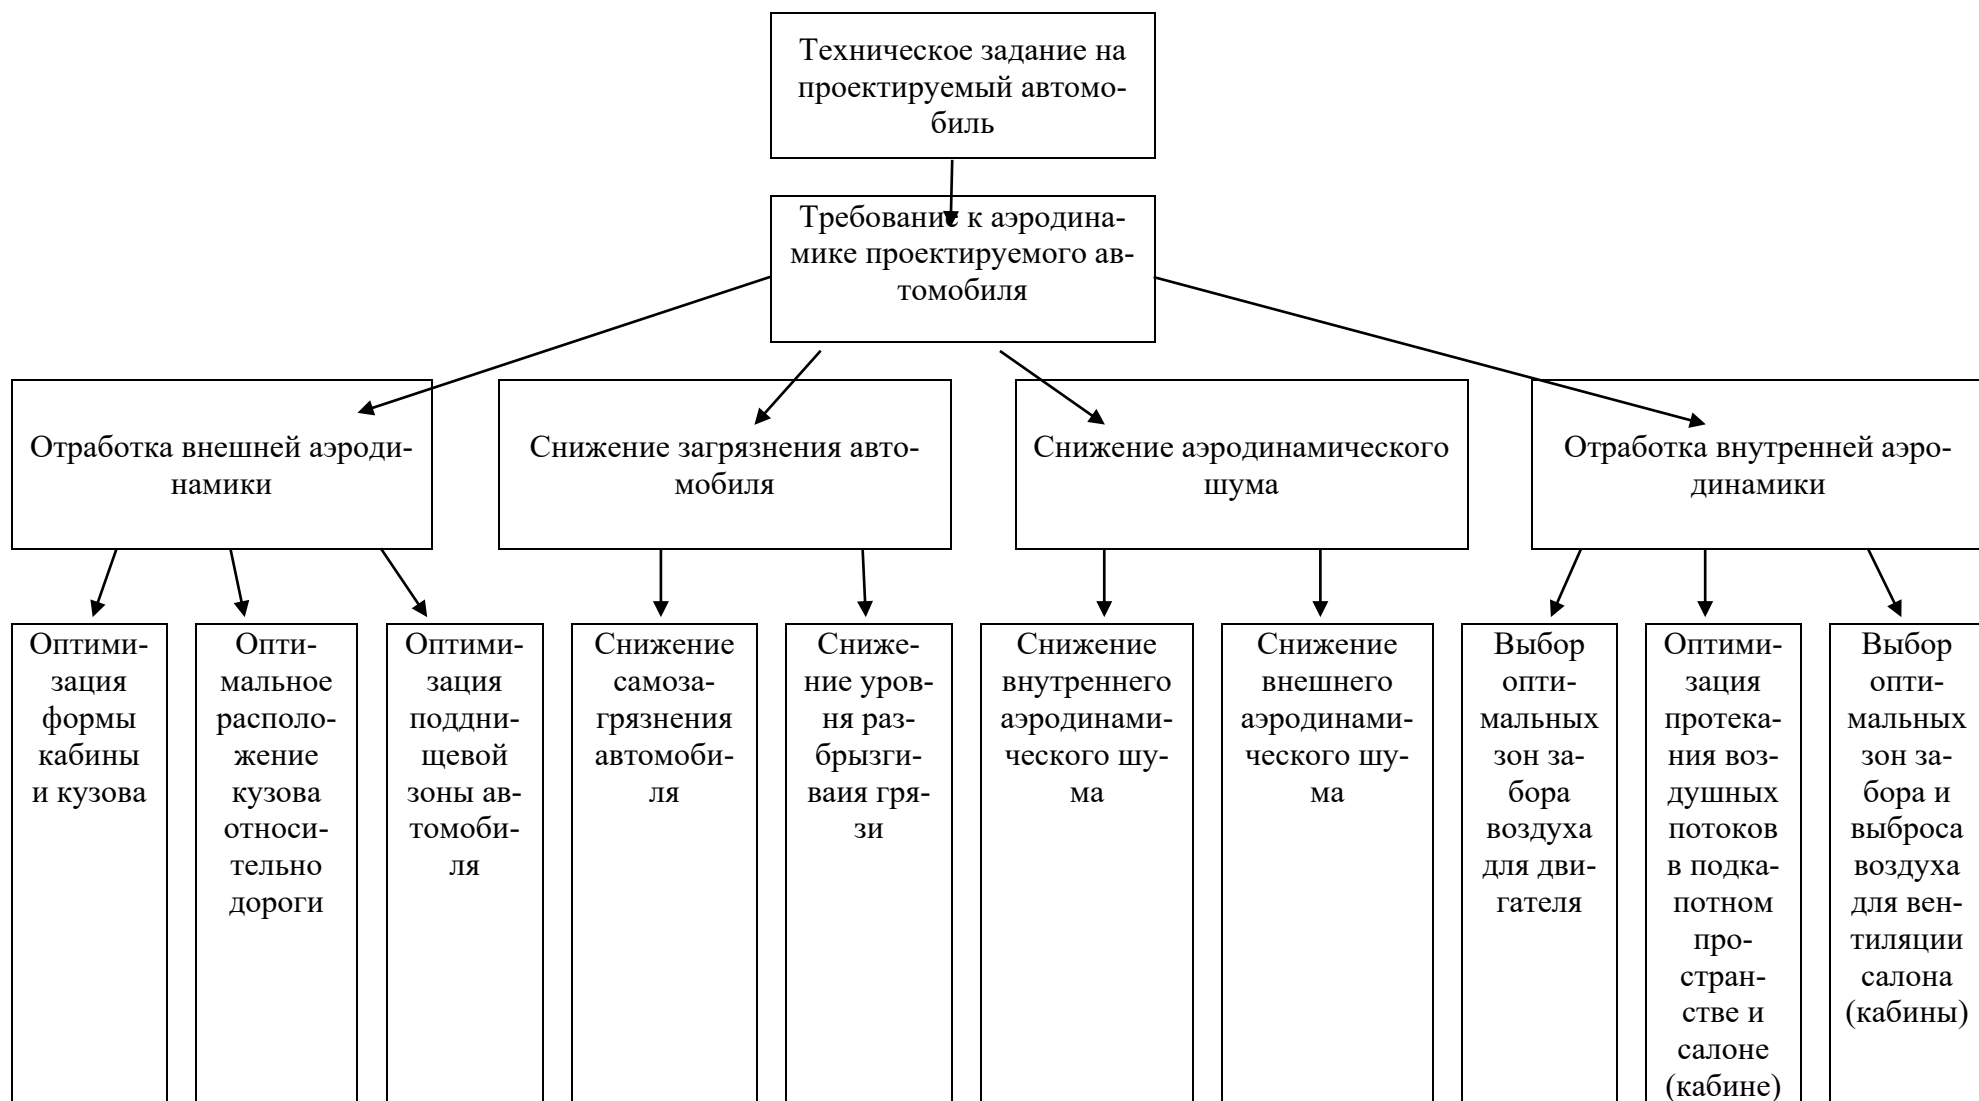 Техническое задание на
проектируемый автомо-
биль
Требование к аэродина-
мике проектируемого ав-
томобиля
Отработка внешней аэроди-
намики
Снижение загрязнения авто-
мобиля
Снижение аэродинамического
шума
Отработка внутренней аэро-
динамики
Оптими-
зация
формы
кабины
и кузова
Опти-
мальное
располо-
жение
кузова
относи-
тельно
дороги
Оптими-
зация
поддни-
щевой
зоны ав-
томоби-
ля
Снижение
самоза-
грязнения
автомоби-
ля
Сниже-
ние уров-
ня раз-
брызги-
ваия гря-
зи
Снижение
внутреннего
аэродинами-
ческого шу-
ма
Снижение
внешнего
аэродинами-
ческого шу-
ма
Выбор
опти-
мальных
зон за-
бора
воздуха
для дви-
гателя
Оптими-
зация
протека-
ния воз-
душных
потоков
в подка-
потном
про-
стран-
стве и
салоне
(кабине)
Выбор
опти-
мальных
зон за-
бора и
выброса
воздуха
для вен-
тиляции
салона
(кабины)